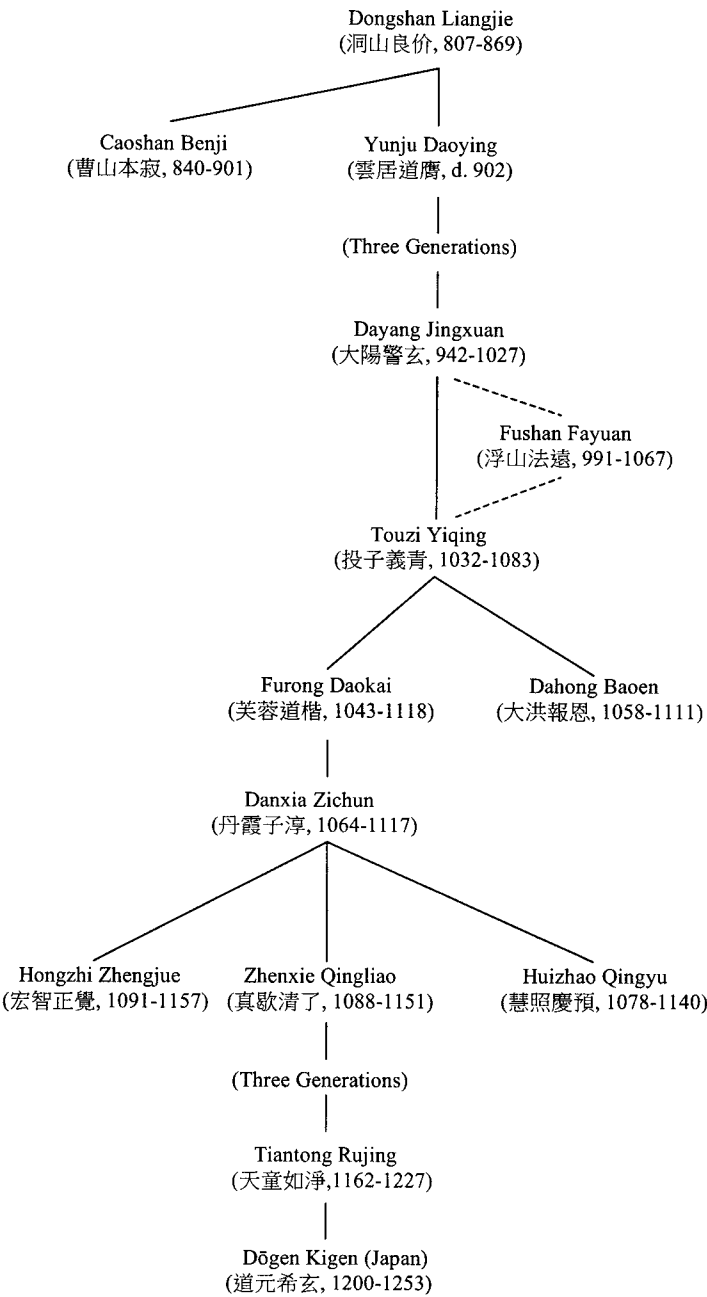 Dongshan Liangjie
(洞山良价, 807-869)
Caoshan Benji
(曹山本寂, 840-901)
Yunju Daoying
(雲居道膺, d. 902)
(Three Generations)
Dayang Jingxuan
(大陽警玄, 942-1027)
Fushan Fayuan
(浮山法遠, 991-1067)
Touzi Yiqing
(投子義青, 1032-1083)
Furong Daokai
(芙蓉道楷, 1043-1118)
Dahong Baoen
(大洪報恩, 1058-1111)
Danxia Zichun
(丹霞子淳, 1064-1117)
Hongzhi Zhengjue
(宏智正覺, 1091-1157)
Zhenxie Qingliao
(真歇清了, 1088-1151)
Huizhao Qingyu
(慧照慶預, 1078-1140)
(Three Generations)
Tiantong Rujing
(天童如淨,1162-1227)
Dōgen Kigen (Japan)
(道元希玄, 1200-1253)